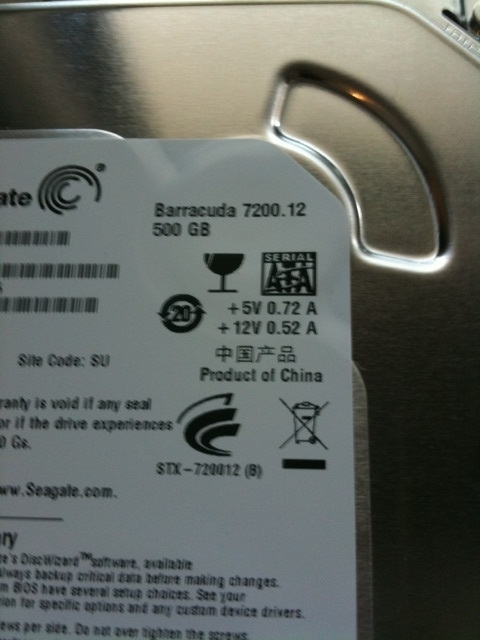 ate
Barracuda 7200.12
500 GB
SERIAL
ATA
20
+5V 0.72 A
+12V 0.52 A
Site Code: SU
中国产品
Product of China
ranty is void if any seal
or if the drive experiences
0 Gs.
STX-720012 (B)
ww.Seagate.com.
ry
e's DiscWizard™software, available
lways backup critical data before making changes.
m BIOS have several setup choices. See your
ion for specific options and any custom device drivers.
ews per side. Do not over tighten the screws.